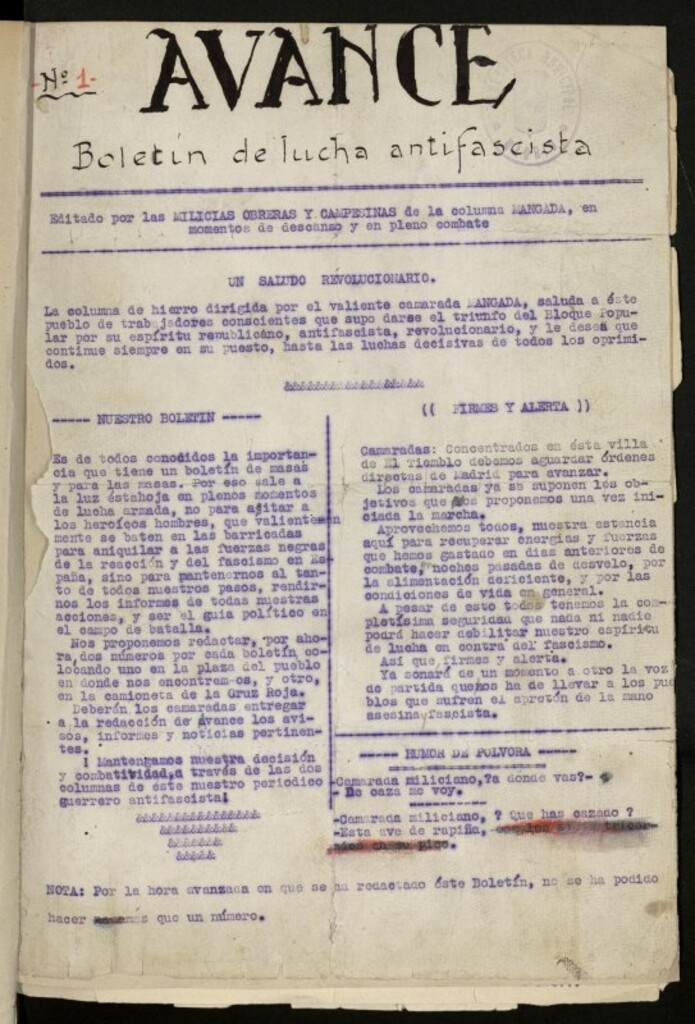 -Nº 1-
AVANCE
Boletin de lucha antifascista
Editado por las MILICIAS OBRERAS Y CAMPESINAS de la columna MANGADA, en
momentos de descanso y en pleno combate
UN SALUDO REVOLUCIONARIO.
La columna de hierro dirigida por el valiente camarada MANGADA, saluda a éste
pueblo de trabajadores conscientes que supo darse el triunfo del Bloque Popu-
lar por su espíritu republicano, antifascista, revolucionario, y le desea que
continue siempre en su puesto, hasta las luchas decisivas de todos los oprimi-
dos.
&&&&&&&&&&&&&&&&&&&&
----- NUESTRO BOLETIN -----
Es de todos conocidos la importan-
cia que tiene un boletín de masas
y para las masas. Por eso sale a
la luz éstahoja en plenos momentos
de lucha armada, no para agitar a
los heroíços hombres, que valientemen
mente se baten en las barricadas
para aniquilar a las fuerzas negras
de la reacción y del fascismo en Es
paña, sino para mantenernos al tan-
to de todos nuestros pasos, rendir-
nos los informes de todas nuestras
acciones, y ser el guia político en
el campo de batalla.
Nos proponemos redactar, por aho-
ra, dos números por cada boletín co-
locando uno en la plaza del pueblo
en donde nos encontrem-os, y otro,
en la camioneta de la Cruz Roja.
Deberán los camaradas entregar
a la redacción de Avance los avi-
sos, informes y noticias pertinen-
tes.
¡ Mantengamos nuestra decisión
y combatividad,a través de las dos
columnas de éste nuestro periodico
guerrero antifascista!
&&&&&&&&&&&&&&&
&&&&&&&&&&&
&&&&&&&&
&&&&&&
(( FIRMES Y ALERTA ))
Camaradas: Concentrados en ésta villa
de El Tiemblo debemos aguardar órdenes
directas de Madrid para avanzar.
Los camaradas ya se suponen los ob-
jetivos que nos proponemos una vez ini-
ciada la marcha.
Aprovechemos todos, nuestra estancia
aquí para recuperar energías y fuerzas
que hemos gastado en dias anteriores de
combate, noches pasadas de desvelo, por
la alimentación deficiente, y por las
condiciones de vida en general.
A pesar de esto todos tenemos la com-
pletísima seguridad que nada ni nadie
podrá hacer debilitar nuestro espíritu
de lucha en contra del fascismo.
Así que,firmes y alerta.
Ya sonará de un momento a otro la voz
de partida quenos ha de llevar a los pue
blos que sufren el apretón de la mano
asesina fascista.
----- HUMOR DE POLVORA -----
-Camarada miliciano,?a donde vas?-
- De caza me voy.
-Camarada miliciano, ? Que has cazado ?
-Esta ave de rapiña,
en su pico.
NOTA: Por la hora avanzada en que se ha redactado éste Boletín, no se ha podido
hacer más que un número.